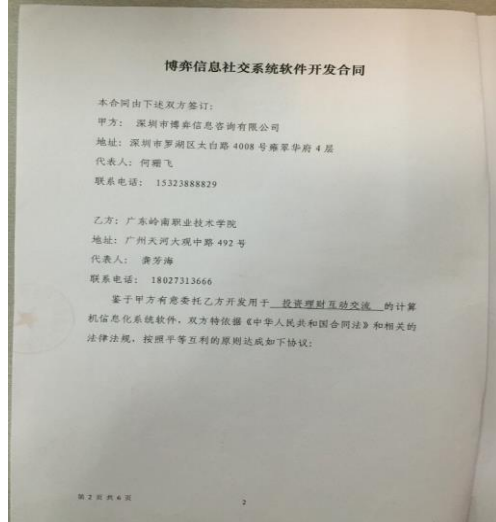 博弈信息社交系统软件开发合同
本合同由下述双方签订：
甲方： 深圳市博弈信息咨询有限公司
地址：深圳市罗湖区太白路 4008 号雍翠华府 4 层
代表人：何珊飞
联系电话： 15323888829
乙方：广东岭南职业技术学院
地址：广州天河大观中路 492 号
代表人： 龚芳海
联系电话： 18027313666
鉴于甲方有意委托乙方开发用于 投资理财互动交流 的计算
机信息化系统软件，双方特依据《中华人民共和国合同法》和相关的
法律法规，按照平等互利的原则达成如下协议：
第 2 页 共 6 页
2